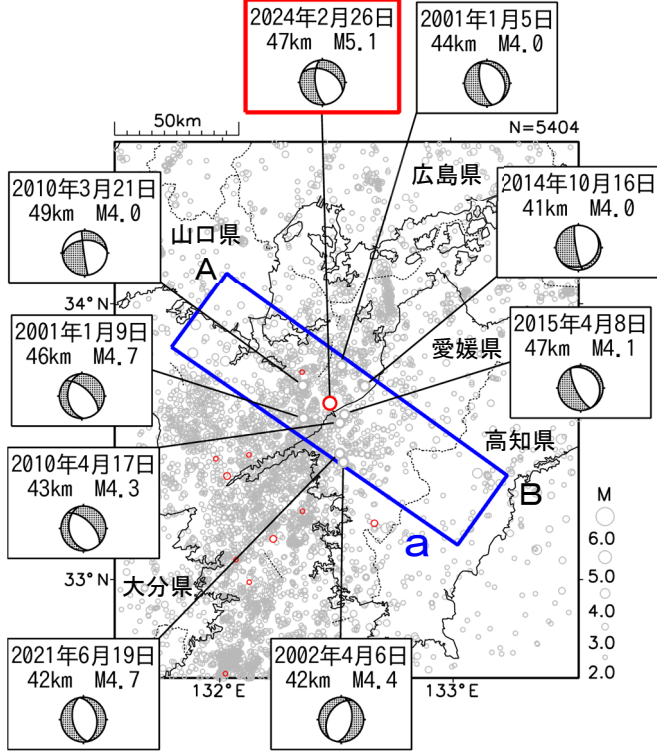 2024年2月26日
47km M5.1
2001年1月5日
44km M4.0
50km
N=5404
広島県
2010年3月21日
49km M4.0
2014年10月16日
41km M4.0
山口県
A
34°N
2001年1月9日
46km M4.7
愛媛県
2015年4月8日
47km M4.1
高知県
2010年4月17日
43km M4.3
B
a
M
6.0
5.0
4.0
3.0
2.0
33°N
大分県
2021年6月19日
42km M4.7
2002年4月6日
42km M4.4
132°E
133°E